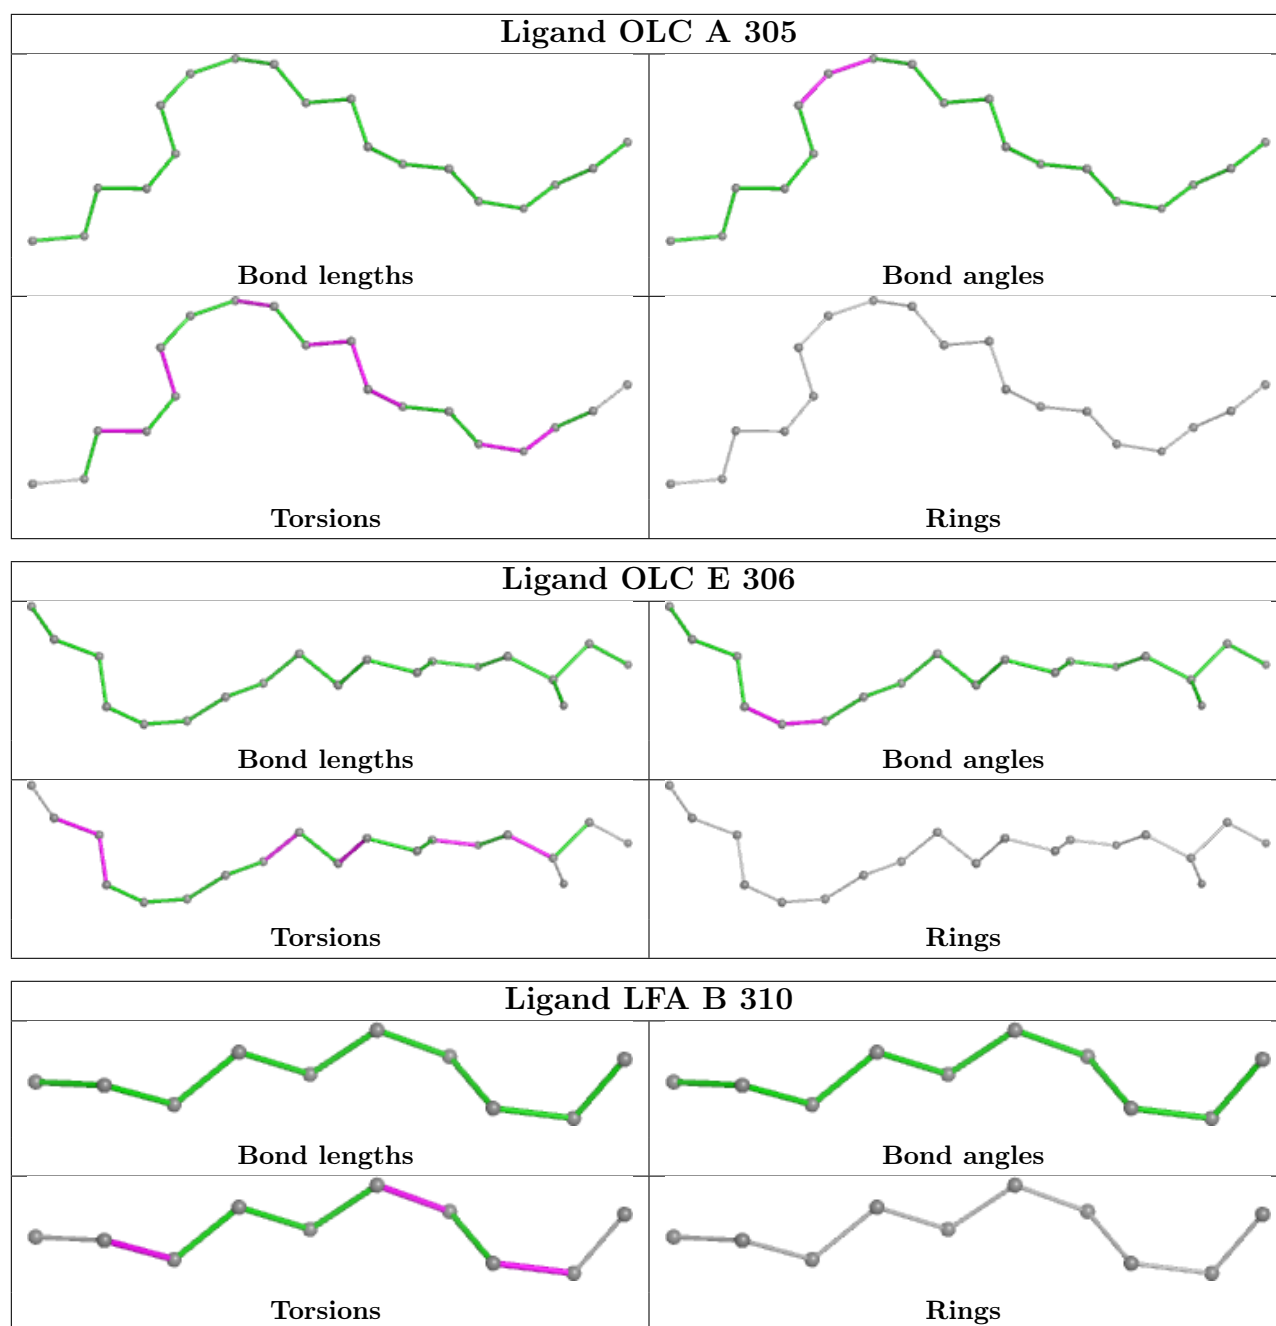 Ligand OLC A 305
Bond lengths
Bond angles
Torsions
Rings
Ligand OLC E 306
Bond lengths
Bond angles
Torsions
Rings
Ligand LFA B 310
Bond lengths
Bond angles
Torsions
Rings